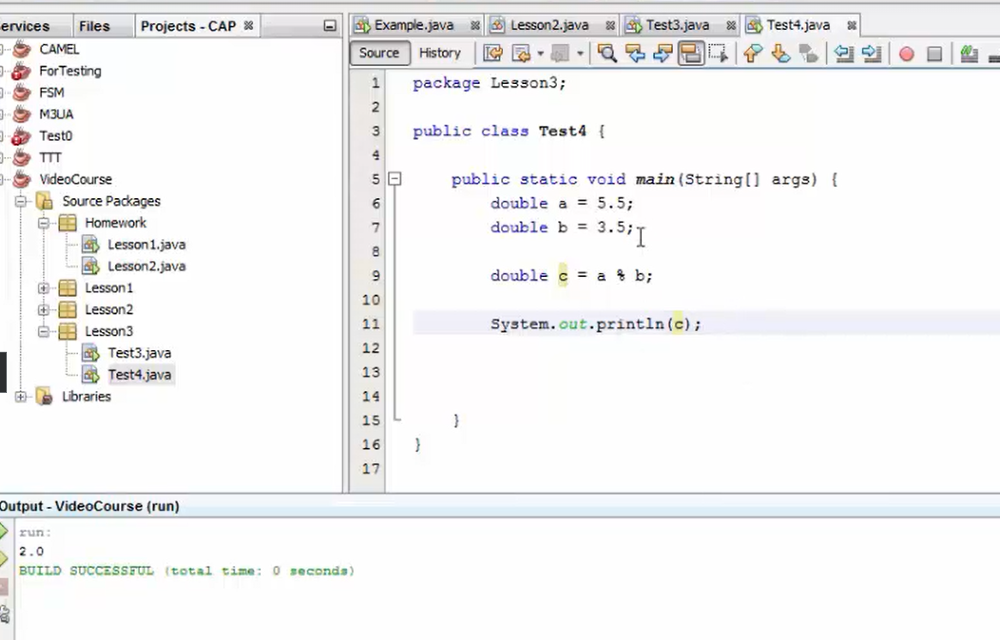 ervices
Files
Projects - CAP
CAMEL
ForTesting
FSM
M3UA
Test0
TTT
VideoCourse
Source Packages
Homework
Lesson1.java
Lesson2.java
Lesson1
Lesson2
Lesson3
Test3.java
Test4.java
Libraries
Example.java
Lesson2.java
Test3.java
Test4.java
Source
History
1 package Lesson3;
2
3 public class Test4 {
4
5 public static void main(String[] args) {
6 double a = 5.5;
7 double b = 3.5;
8
9 double c = a % b;
10
11 System.out.println(c);
12
13
14
15 }
16 }
17
Output - VideoCourse (run)
run:
2.0
BUILD SUCCESSFUL (total time: 0 seconds)